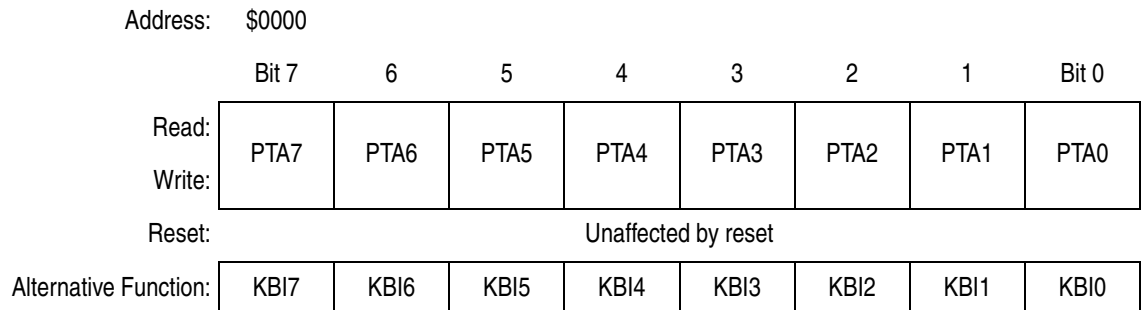 Address: $0000
Bit 7 6 5 4 3 2 1 Bit 0
Read:
PTA7 PTA6 PTA5 PTA4 PTA3 PTA2 PTA1 PTA0
Write:
Reset: Unaffected by reset
Alternative Function: KBI7 KBI6 KBI5 KBI4 KBI3 KBI2 KBI1 KBI0